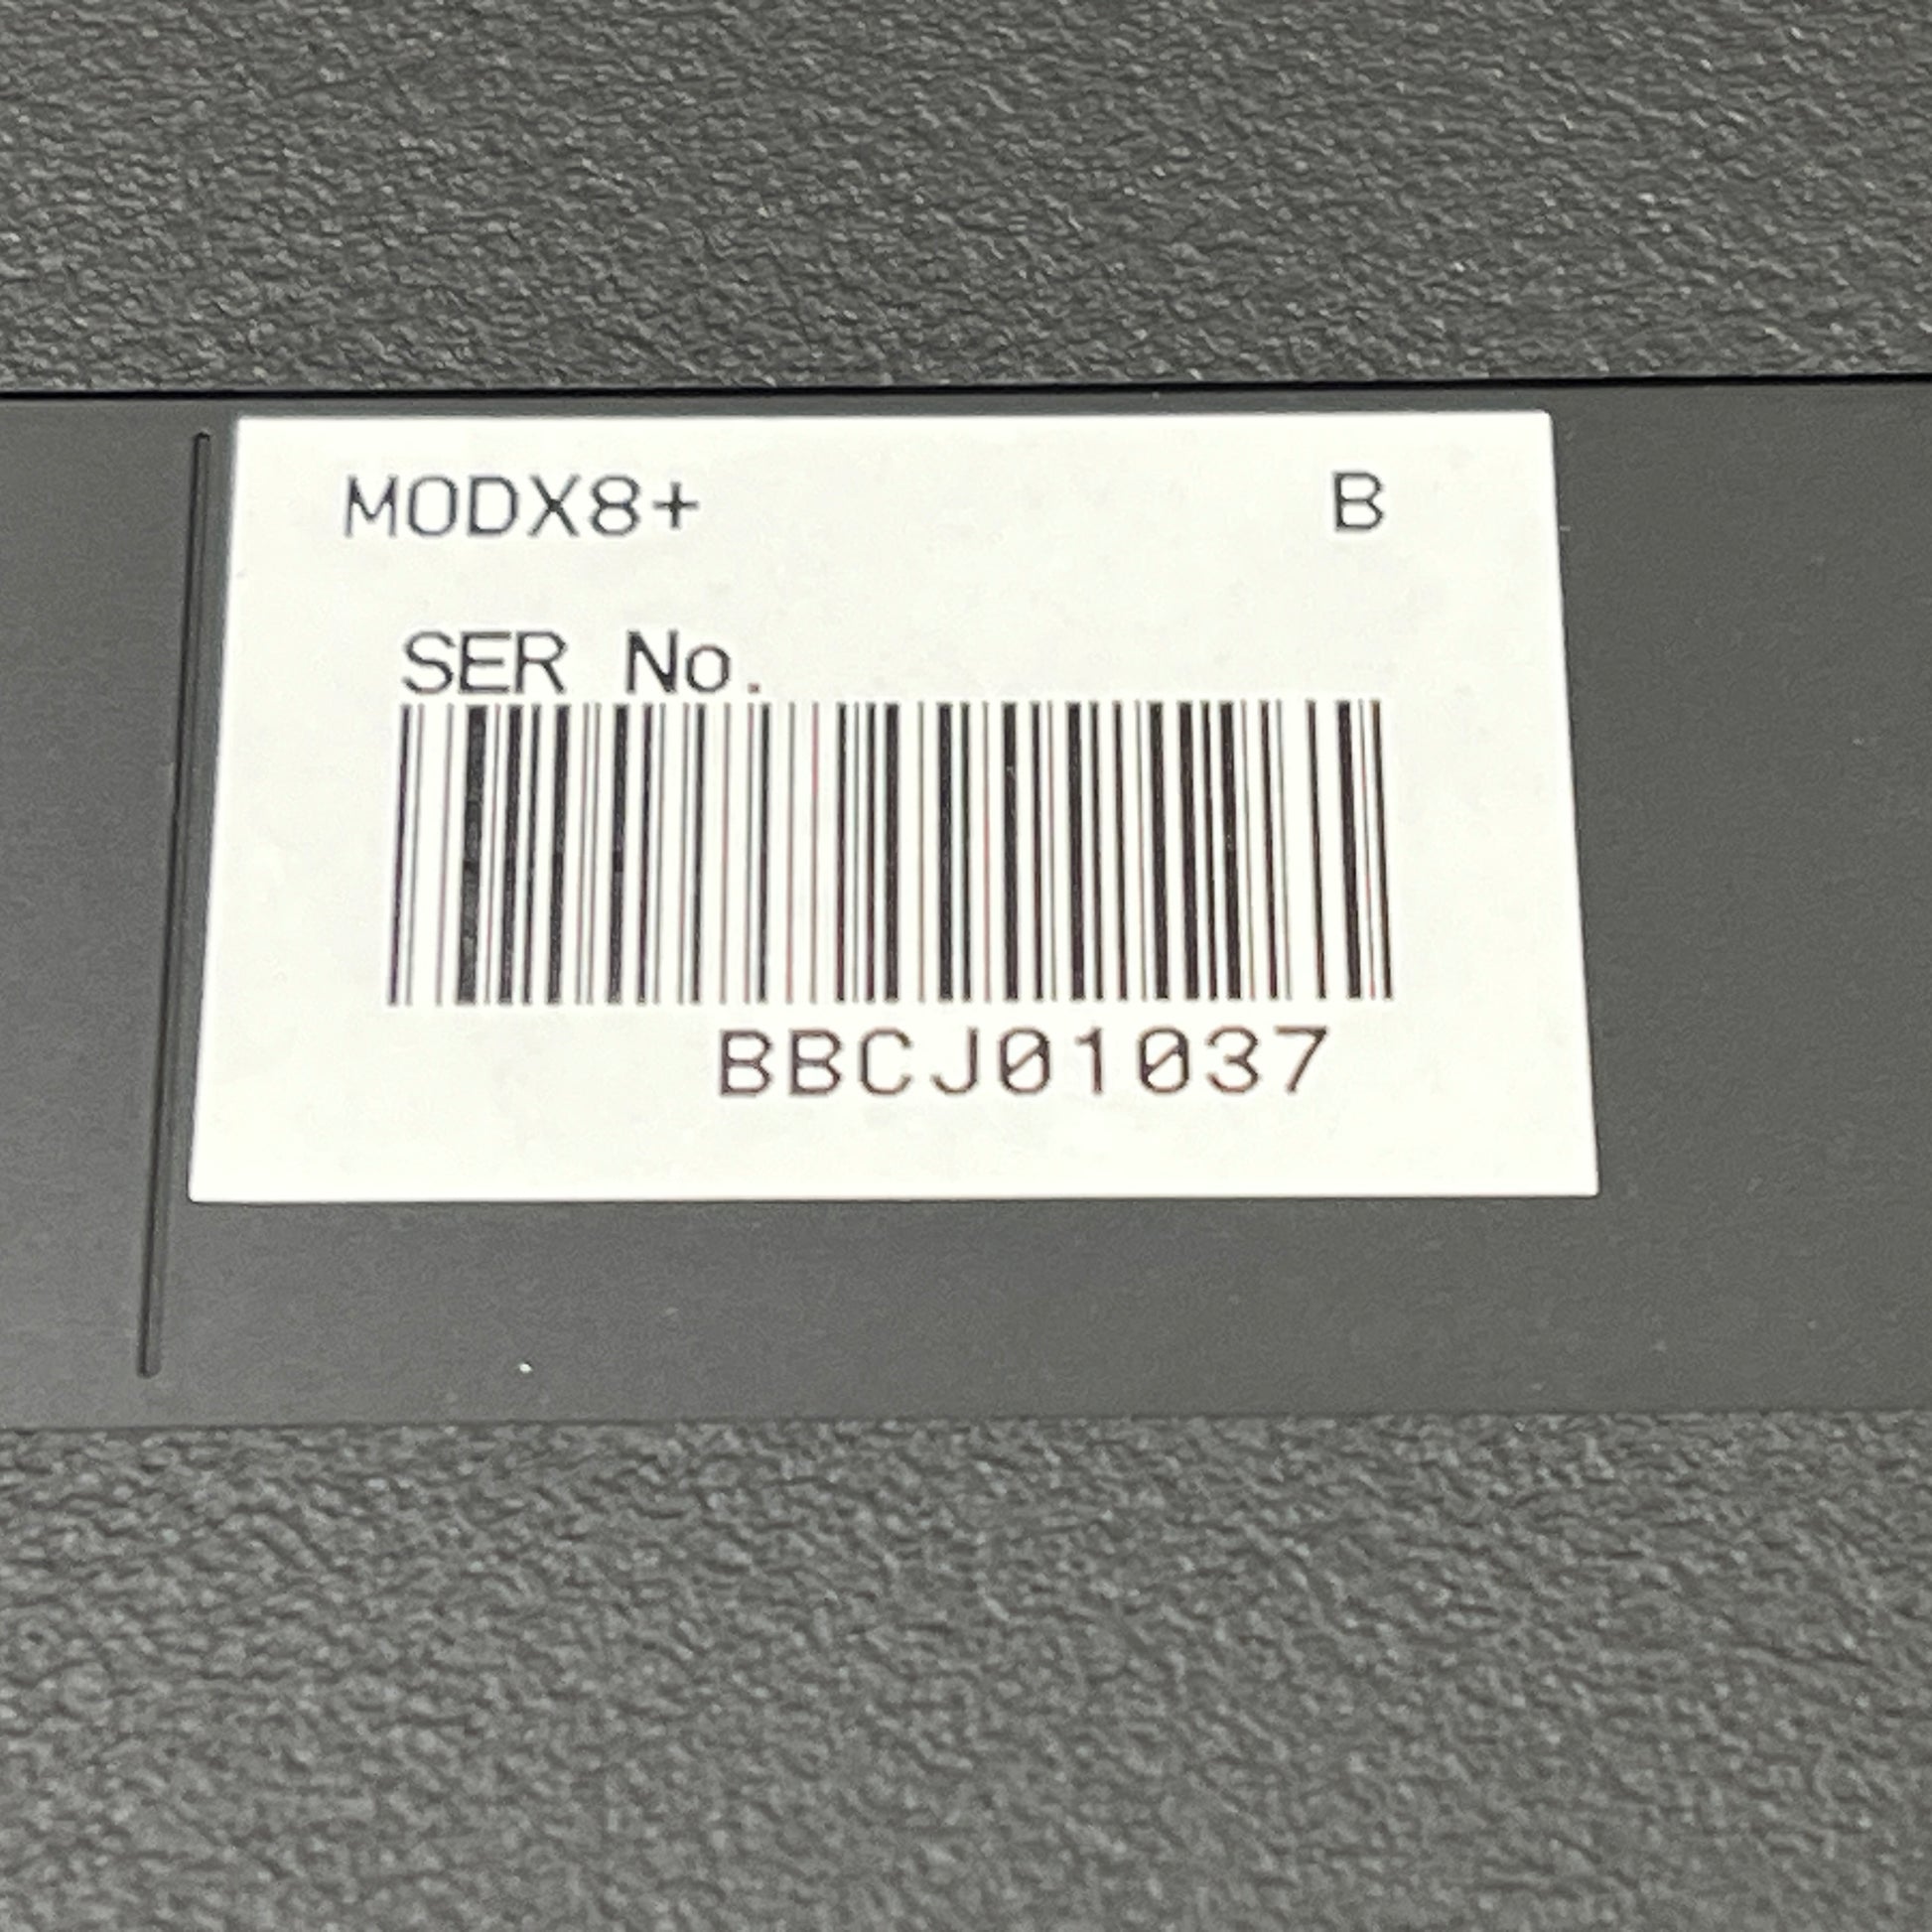 MODX8+ B
SER No.
BBCJ01037